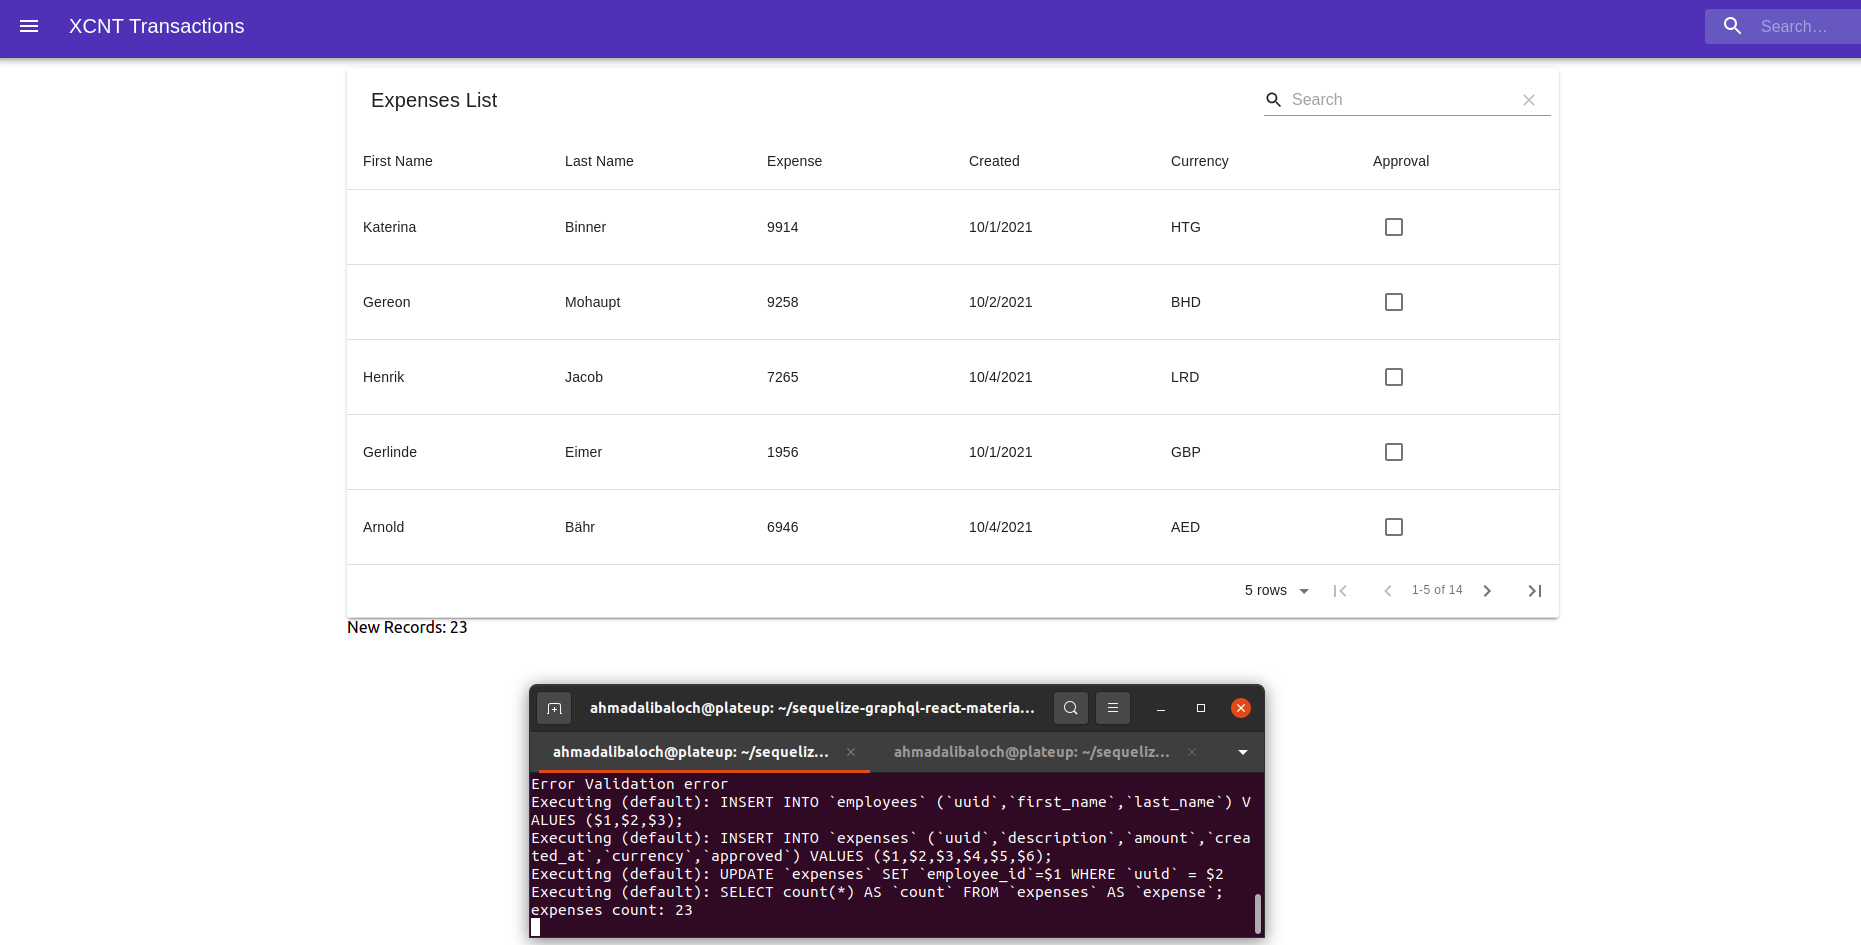 XCNT Transactions
Search…
Expenses List
Search
First Name Last Name Expense Created Currency Approval
Katerina Binner 9914 10/1/2021 HTG
Gereon Mohaupt 9258 10/2/2021 BHD
Henrik Jacob 7265 10/4/2021 LRD
Gerlinde Eimer 1956 10/1/2021 GBP
Arnold Bähr 6946 10/4/2021 AED
5 rows 1-5 of 14
New Records: 23
ahmadalibaloch@plateup: ~/sequelize-graphql-react-materia...
ahmadalibaloch@plateup: ~/sequeliz... ahmadalibaloch@plateup: ~/sequeliz...
Error Validation error
Executing (default): INSERT INTO `employees` (`uuid`,`first_name`,`last_name`) V
ALUES ($1,$2,$3);
Executing (default): INSERT INTO `expenses` (`uuid`,`description`,`amount`,`crea
ted_at`,`currency`,`approved`) VALUES ($1,$2,$3,$4,$5,$6);
Executing (default): UPDATE `expenses` SET `employee_id`=$1 WHERE `uuid` = $2
Executing (default): SELECT count(*) AS `count` FROM `expenses` AS `expense`;
expenses count: 23